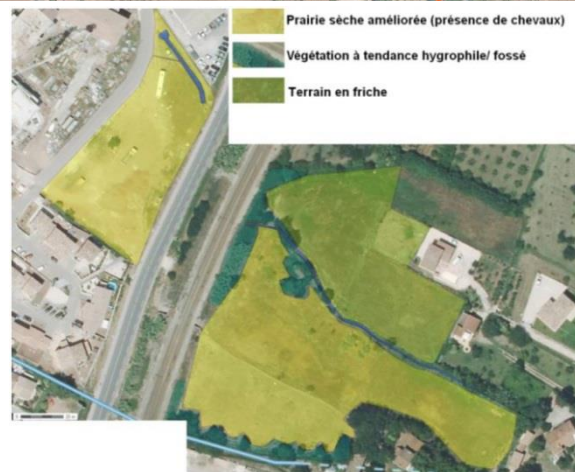 Prairie sèche améliorée (présence de chevaux)
Végétation à tendance hygrophile/ fossé
Terrain en friche